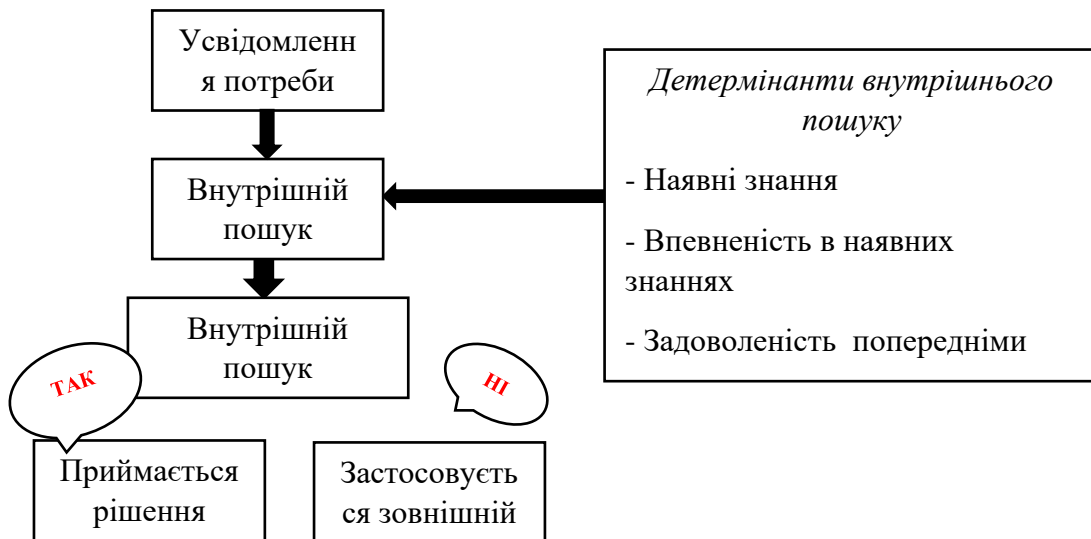 Усвідомленн
я потреби
Детермінанти внутрішнього
пошуку
- Наявні знання
- Впевненість в наявних
знаннях
- Задоволеність попередніми
Внутрішній
пошук
Внутрішній
пошук
ТАК
НІ
Приймається
рішення
Застосовуєть
ся зовнішній